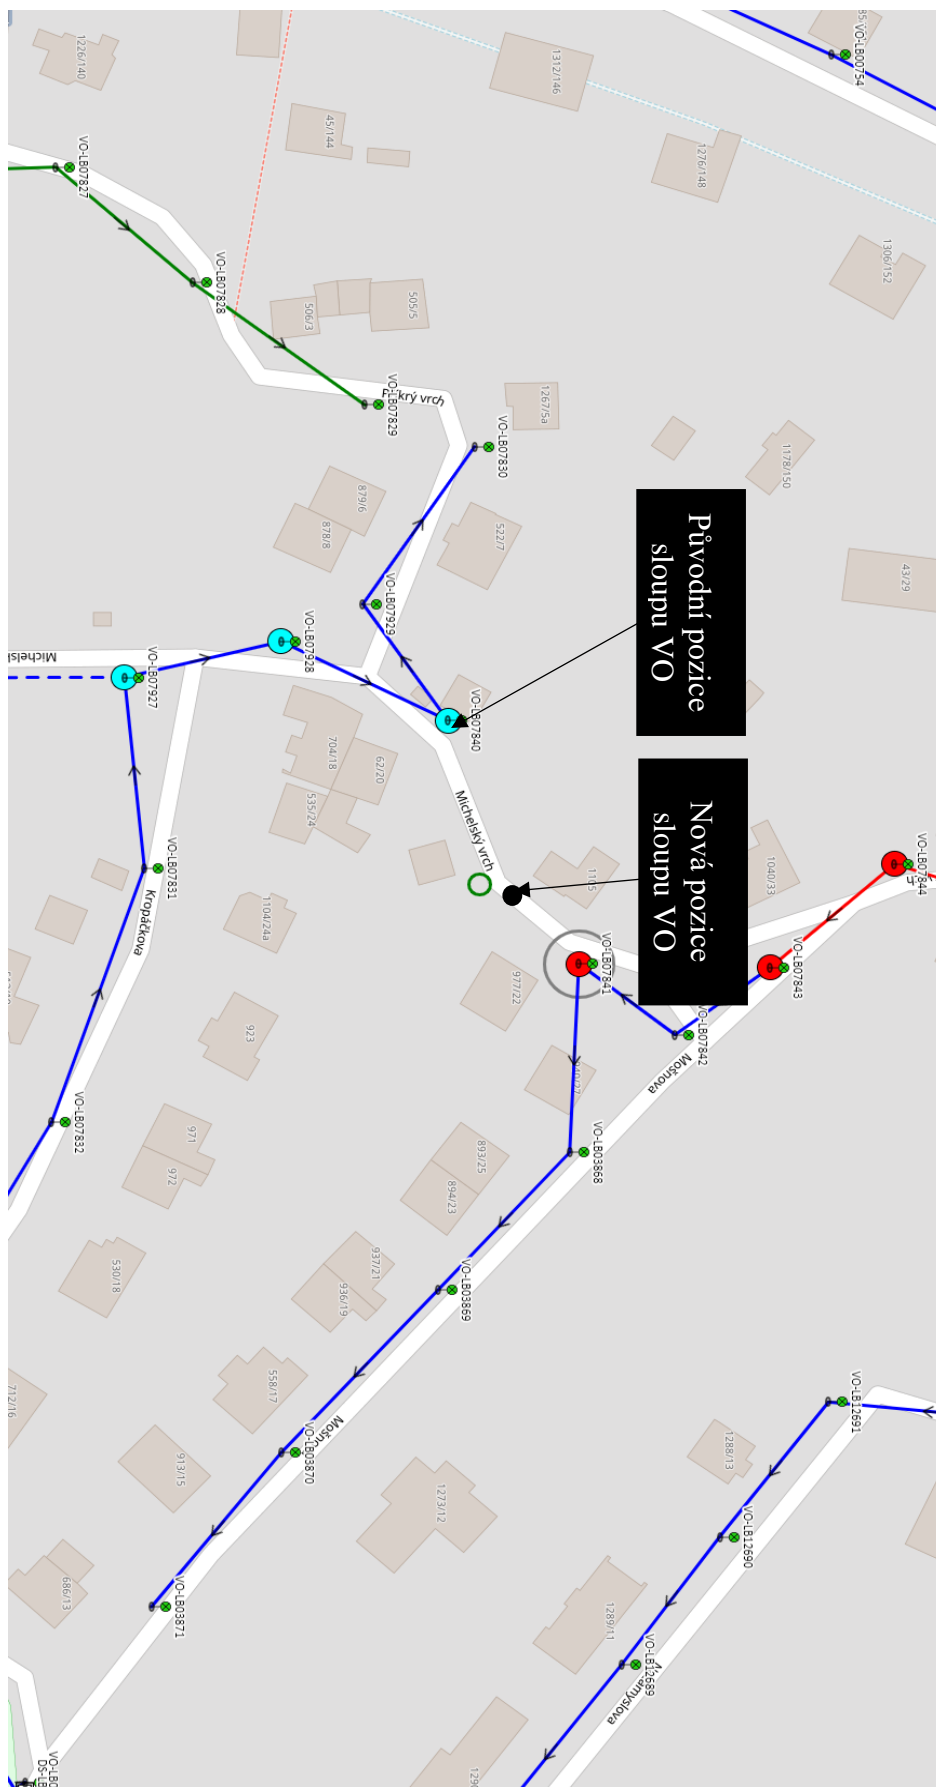 1226/140
45/144
1312/146
1276/148
1306/152
VO-LB00754
VO-LB07827
VO-LB07828
506/3
505/5
VO-LB07829
1267/5a
VO-LB07830
1178/150
43/29
879/6
878/8
522/7
Původní pozice
sloupu VO
VO-LB07929
VO-LB07928
VO-LB07927
VO-LB07840
704/18
62/20
535/24
Michelský vrch
Nová pozice
sloupu VO
1105
1040/33
VO-LB07844
VO-LB07831
Kropáčkova
1104/24a
977/22
VO-LB07841
VO-LB07843
VO-LB07842
Mošnova
923
VO-LB07832
971
972
VO-LB03868
893/25
894/23
530/18
937/21
936/19
VO-LB03869
712/16
558/17
913/15
VO-LB03870
1273/12
1288/13
VO-LB12691
VO-LB12690
686/13
VO-LB03871
1289/11
VO-LB12689